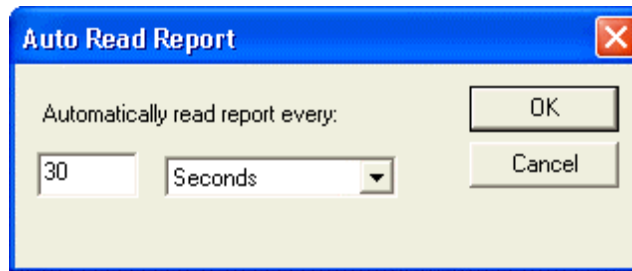 Auto Read Report
Automatically read report every:
OK
30
Seconds
Cancel